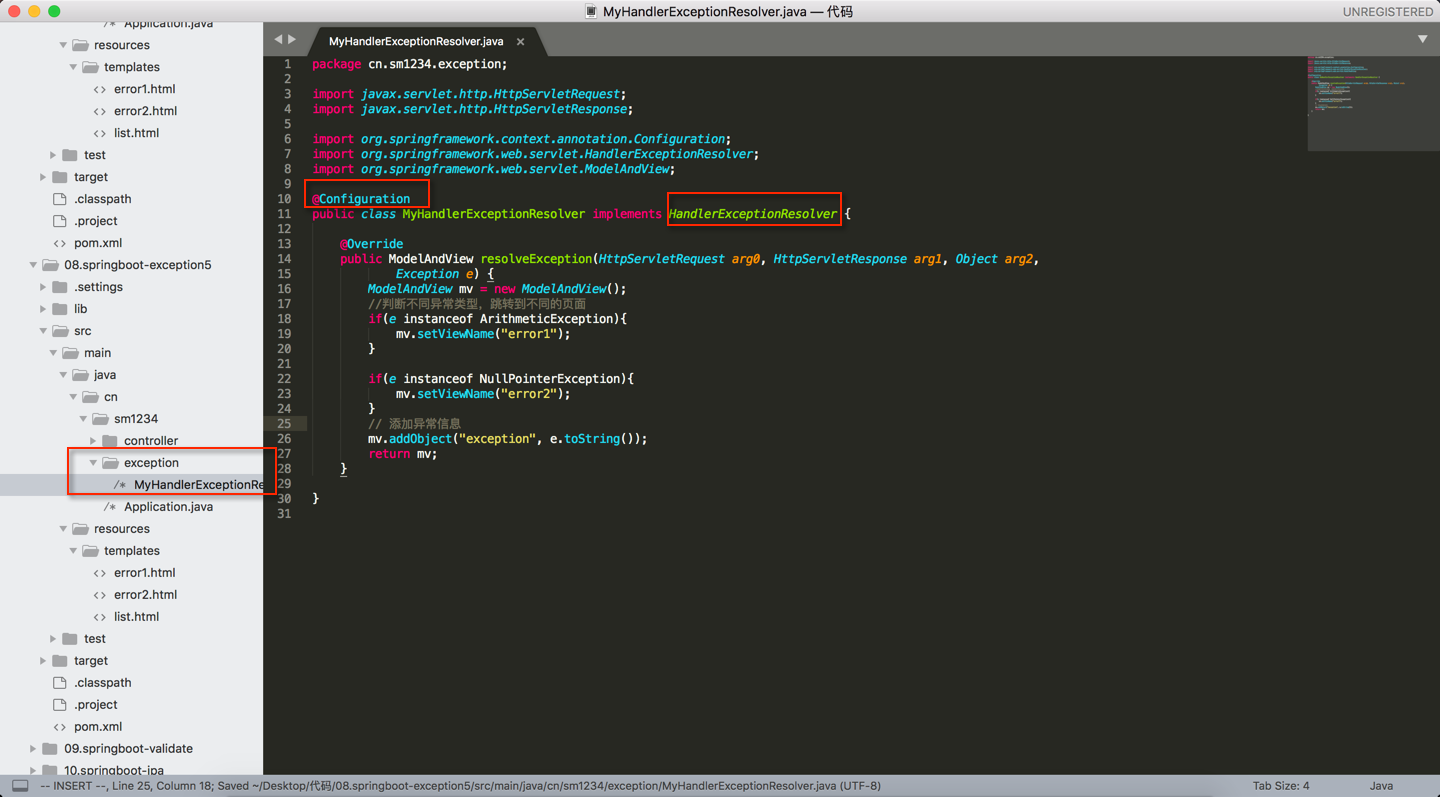 MyHandlerExceptionResolver.java — 代码
UNREGISTERED
/* Application.java
resources
templates
<> error1.html
<> error2.html
<> list.html
test
target
.classpath
.project
<> pom.xml
08.springboot-exception5
.settings
lib
src
main
java
cn
sm1234
controller
exception
/* MyHandlerExceptionRe
/* Application.java
resources
templates
<> error1.html
<> error2.html
<> list.html
test
target
.classpath
.project
<> pom.xml
09.springboot-validate
10.springboot-jpa
MyHandlerExceptionResolver.java ×
1 package cn.sm1234.exception;
2
3 import javax.servlet.http.HttpServletRequest;
4 import javax.servlet.http.HttpServletResponse;
5
6 import org.springframework.context.annotation.Configuration;
7 import org.springframework.web.servlet.HandlerExceptionResolver;
8 import org.springframework.web.servlet.ModelAndView;
9
10 @Configuration
11 public class MyHandlerExceptionResolver implements HandlerExceptionResolver {
12
13 @Override
14 public ModelAndView resolveException(HttpServletRequest arg0, HttpServletResponse arg1, Object arg2,
15 Exception e) {
16 ModelAndView mv = new ModelAndView();
17 //判断不同异常类型，跳转到不同的页面
18 if(e instanceof ArithmeticException){
19 mv.setViewName("error1");
20 }
21
22 if(e instanceof NullPointerException){
23 mv.setViewName("error2");
24 }
25 // 添加异常信息
26 mv.addObject("exception", e.toString());
27 return mv;
28 }
29
30 }
31
-- INSERT --, Line 25, Column 18; Saved ~/Desktop/代码/08.springboot-exception5/src/main/java/cn/sm1234/exception/MyHandlerExceptionResolver.java (UTF-8)
Tab Size: 4
Java